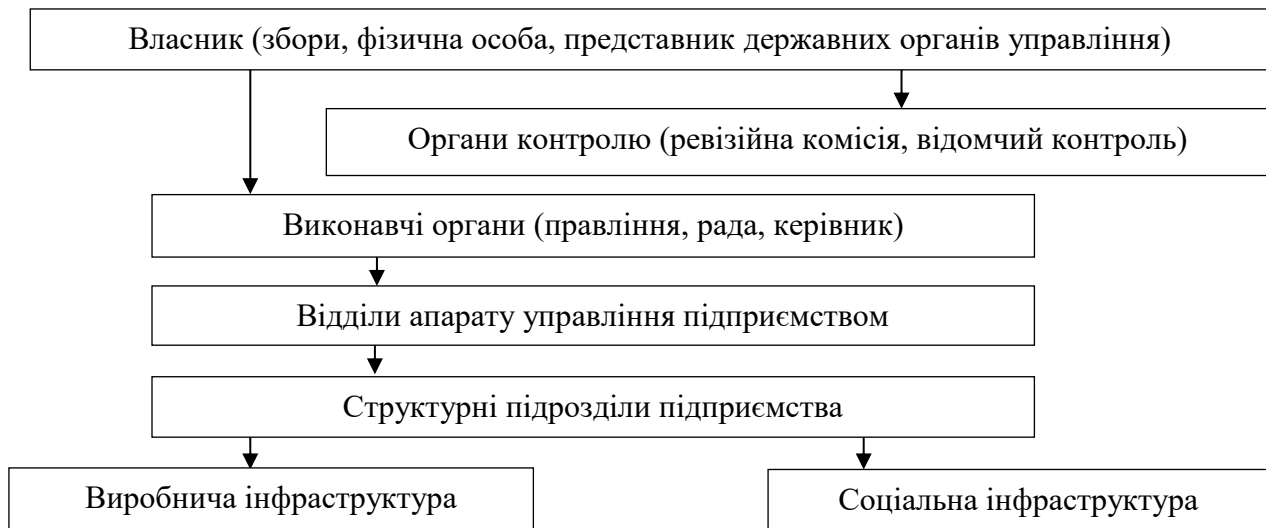 Власник (збори, фізична особа, представник державних органів управління)
Органи контролю (ревізійна комісія, відомчий контроль)
Виконавчі органи (правління, рада, керівник)
Відділи апарату управління підприємством
Структурні підрозділи підприємства
Виробнича інфраструктура
Соціальна інфраструктура